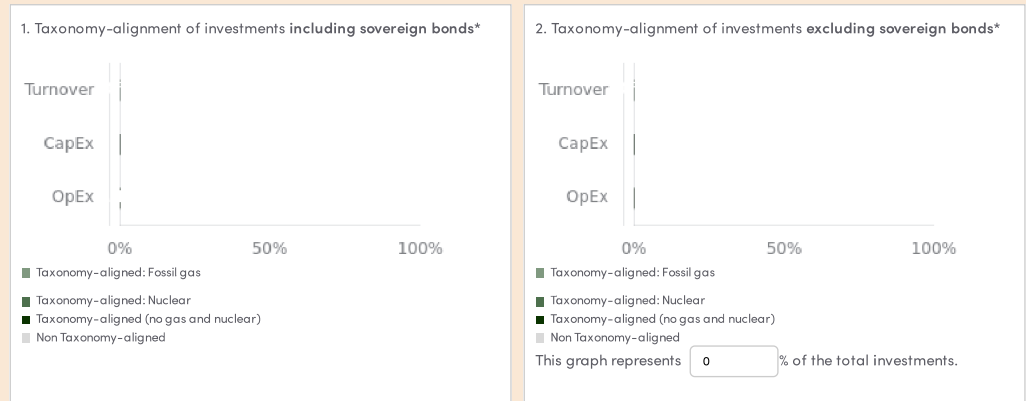 1. Taxonomy-alignment of investments including sovereign bonds*
Turnover
CapEx
OpEx
0% 50% 100%
Taxonomy-aligned: Fossil gas
Taxonomy-aligned: Nuclear
Taxonomy-aligned (no gas and nuclear)
Non Taxonomy-aligned
2. Taxonomy-alignment of investments excluding sovereign bonds*
Turnover
CapEx
OpEx
0% 50% 100%
Taxonomy-aligned: Fossil gas
Taxonomy-aligned: Nuclear
Taxonomy-aligned (no gas and nuclear)
Non Taxonomy-aligned
This graph represents 0 % of the total investments.